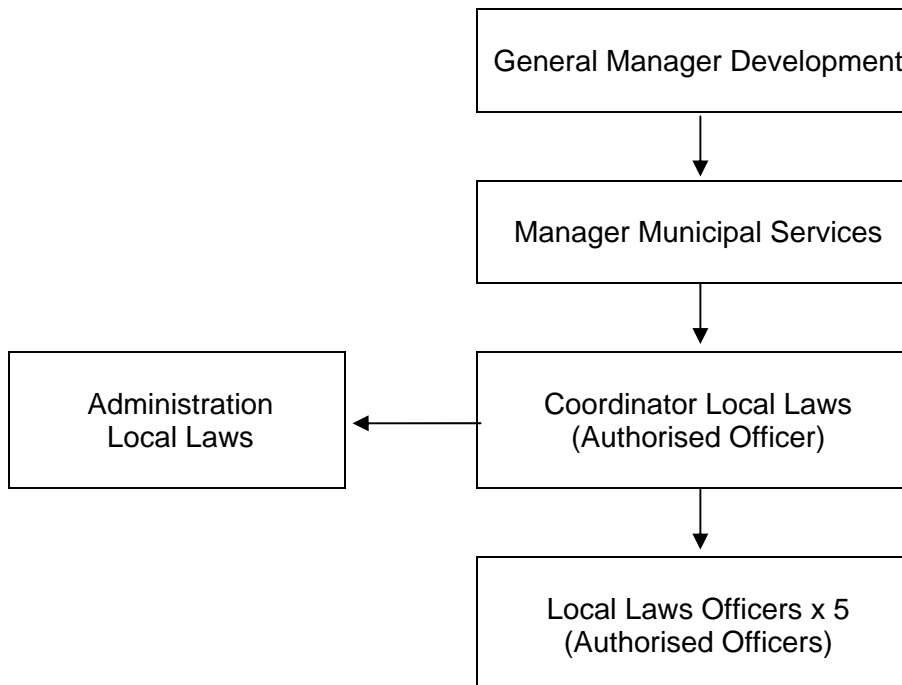 General Manager Development
Manager Municipal Services
Administration
Local Laws
Coordinator Local Laws
(Authorised Officer)
Local Laws Officers x 5
(Authorised Officers)